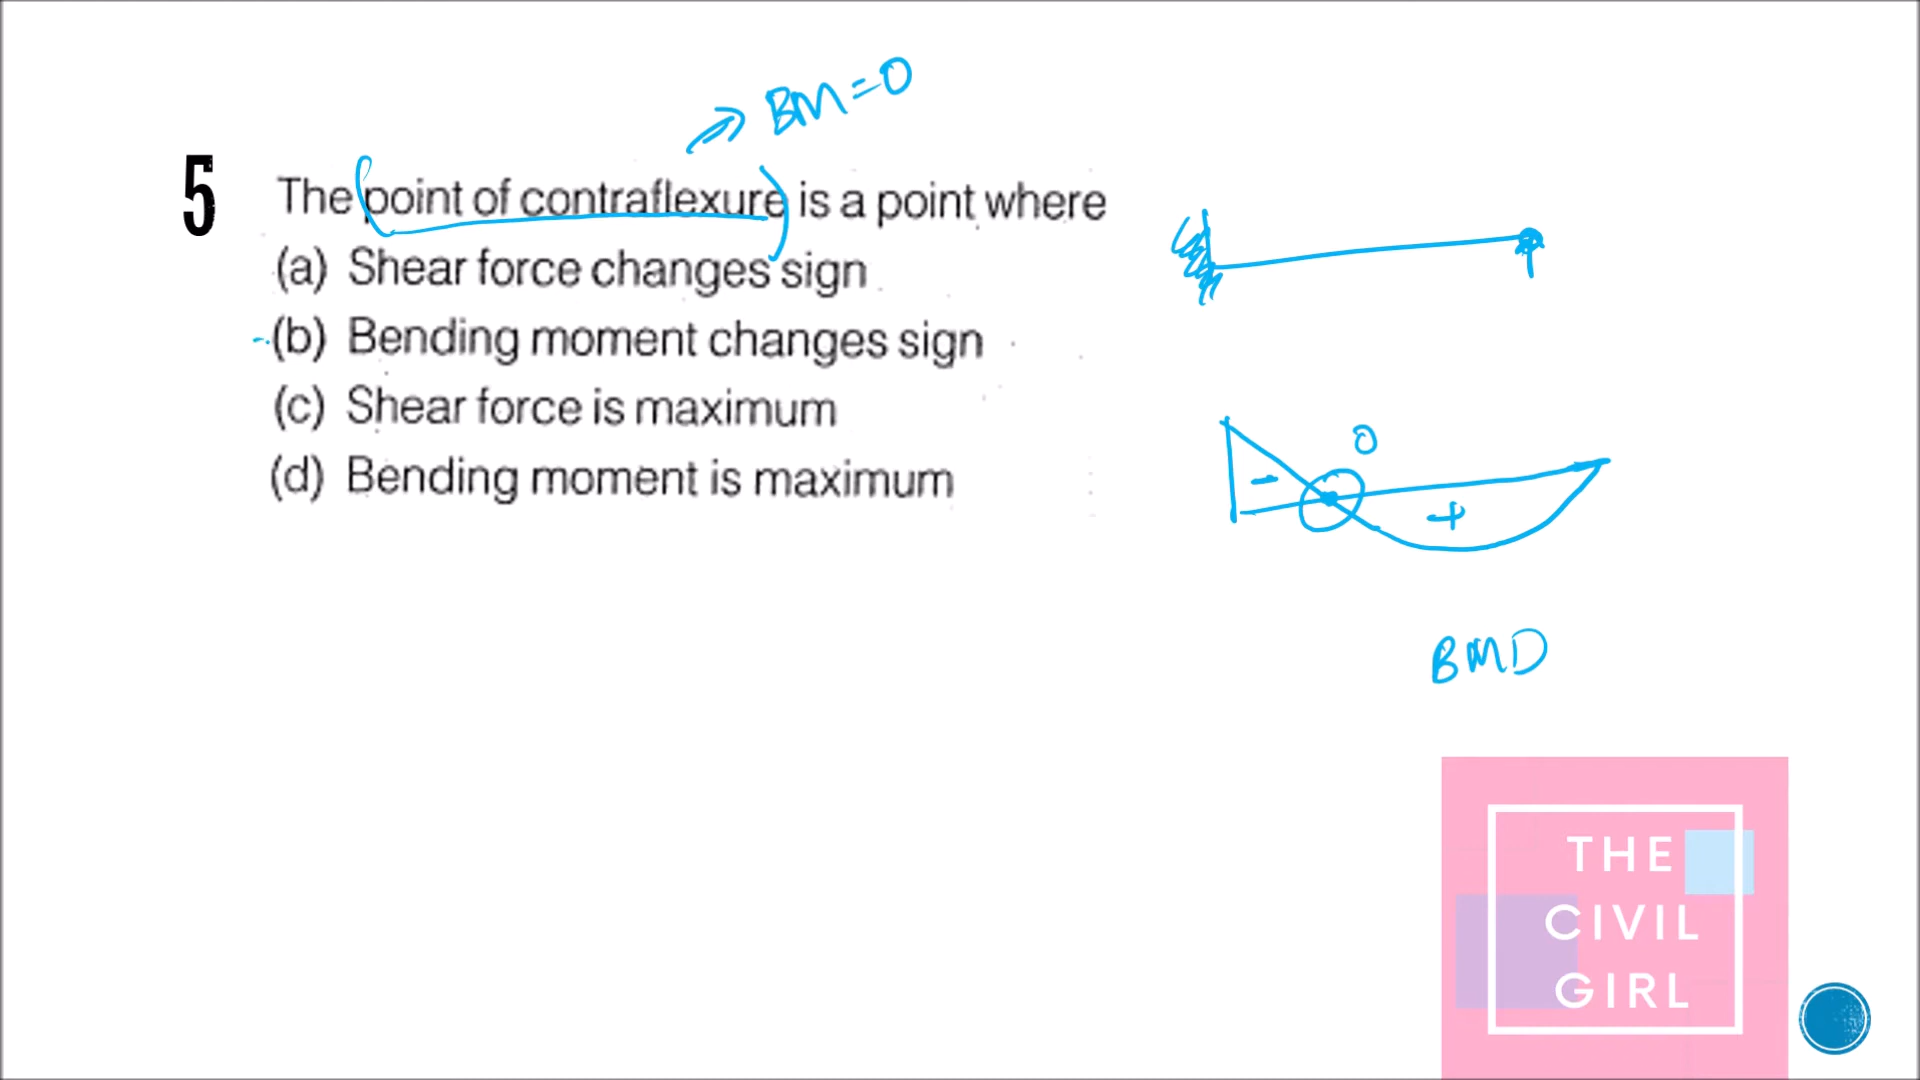 BM=0
5 The point of contraflexure is a point where
(a) Shear force changes sign
(b) Bending moment changes sign
(c) Shear force is maximum
(d) Bending moment is maximum
0
- +
BMD
THE
CIVIL
GIRL